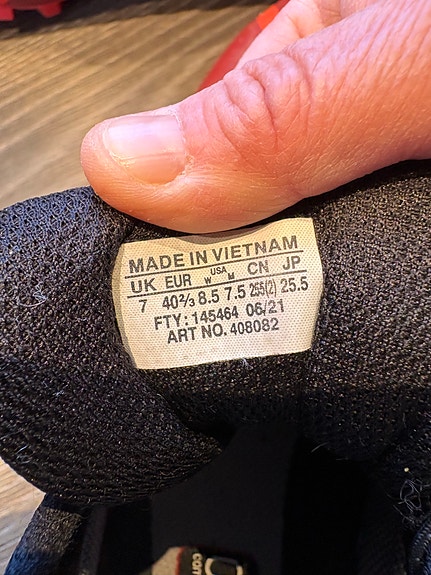 MADE IN VIETNAM
UK EUR W USA M CN JP
7 40⅔ 8.5 7.5 255(2) 25.5
FTY: 145464 06/21
ART NO. 408082